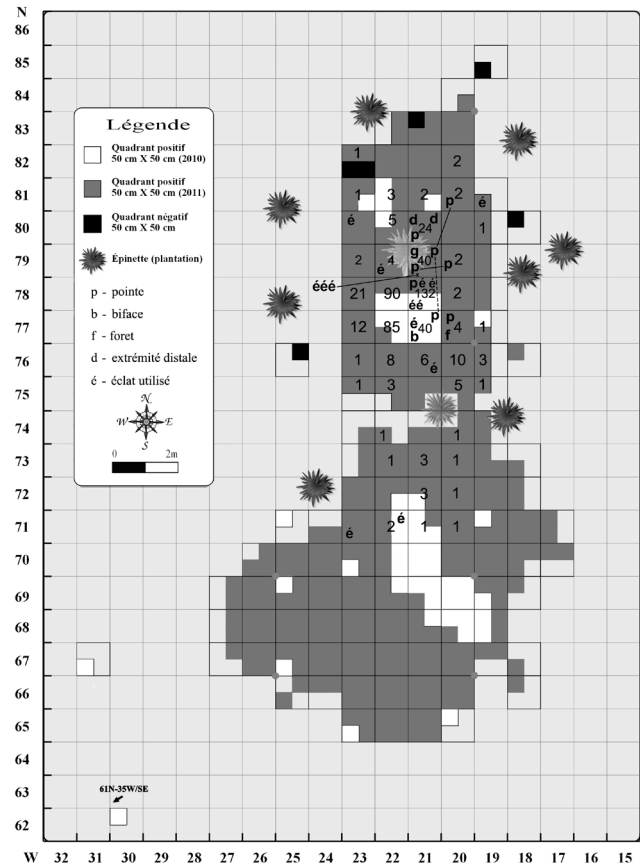 N
86
85
84
83
82
81
80
79
78
77
76
75
74
73
72
71
70
69
68
67
66
65
64
63
62
W 32 31 30 29 28 27 26 25 24 23 22 21 20 19 18 17 16 15
Légende
Quadrant positif
50 cm X 50 cm (2010)
Quadrant positif
50 cm X 50 cm (2011)
Quadrant négatif
50 cm X 50 cm
Épinette (plantation)
p - pointe
b - biface
f - foret
d - extrémité distale
é - éclat utilisé
N
W E
S
0 2m
1 2
1 3 2 p 2 é
é 5 d d 24 p 1
2 4 é g 40 p p p 2
ééé
21 90 p é é 132 2
éé
12 85 é 40 b p p 4 f 1
1 8 6 é 10 3
1 3 5 1
1 1
1 3 1
3 1
é 2 é 1 1
61N-35W/SE